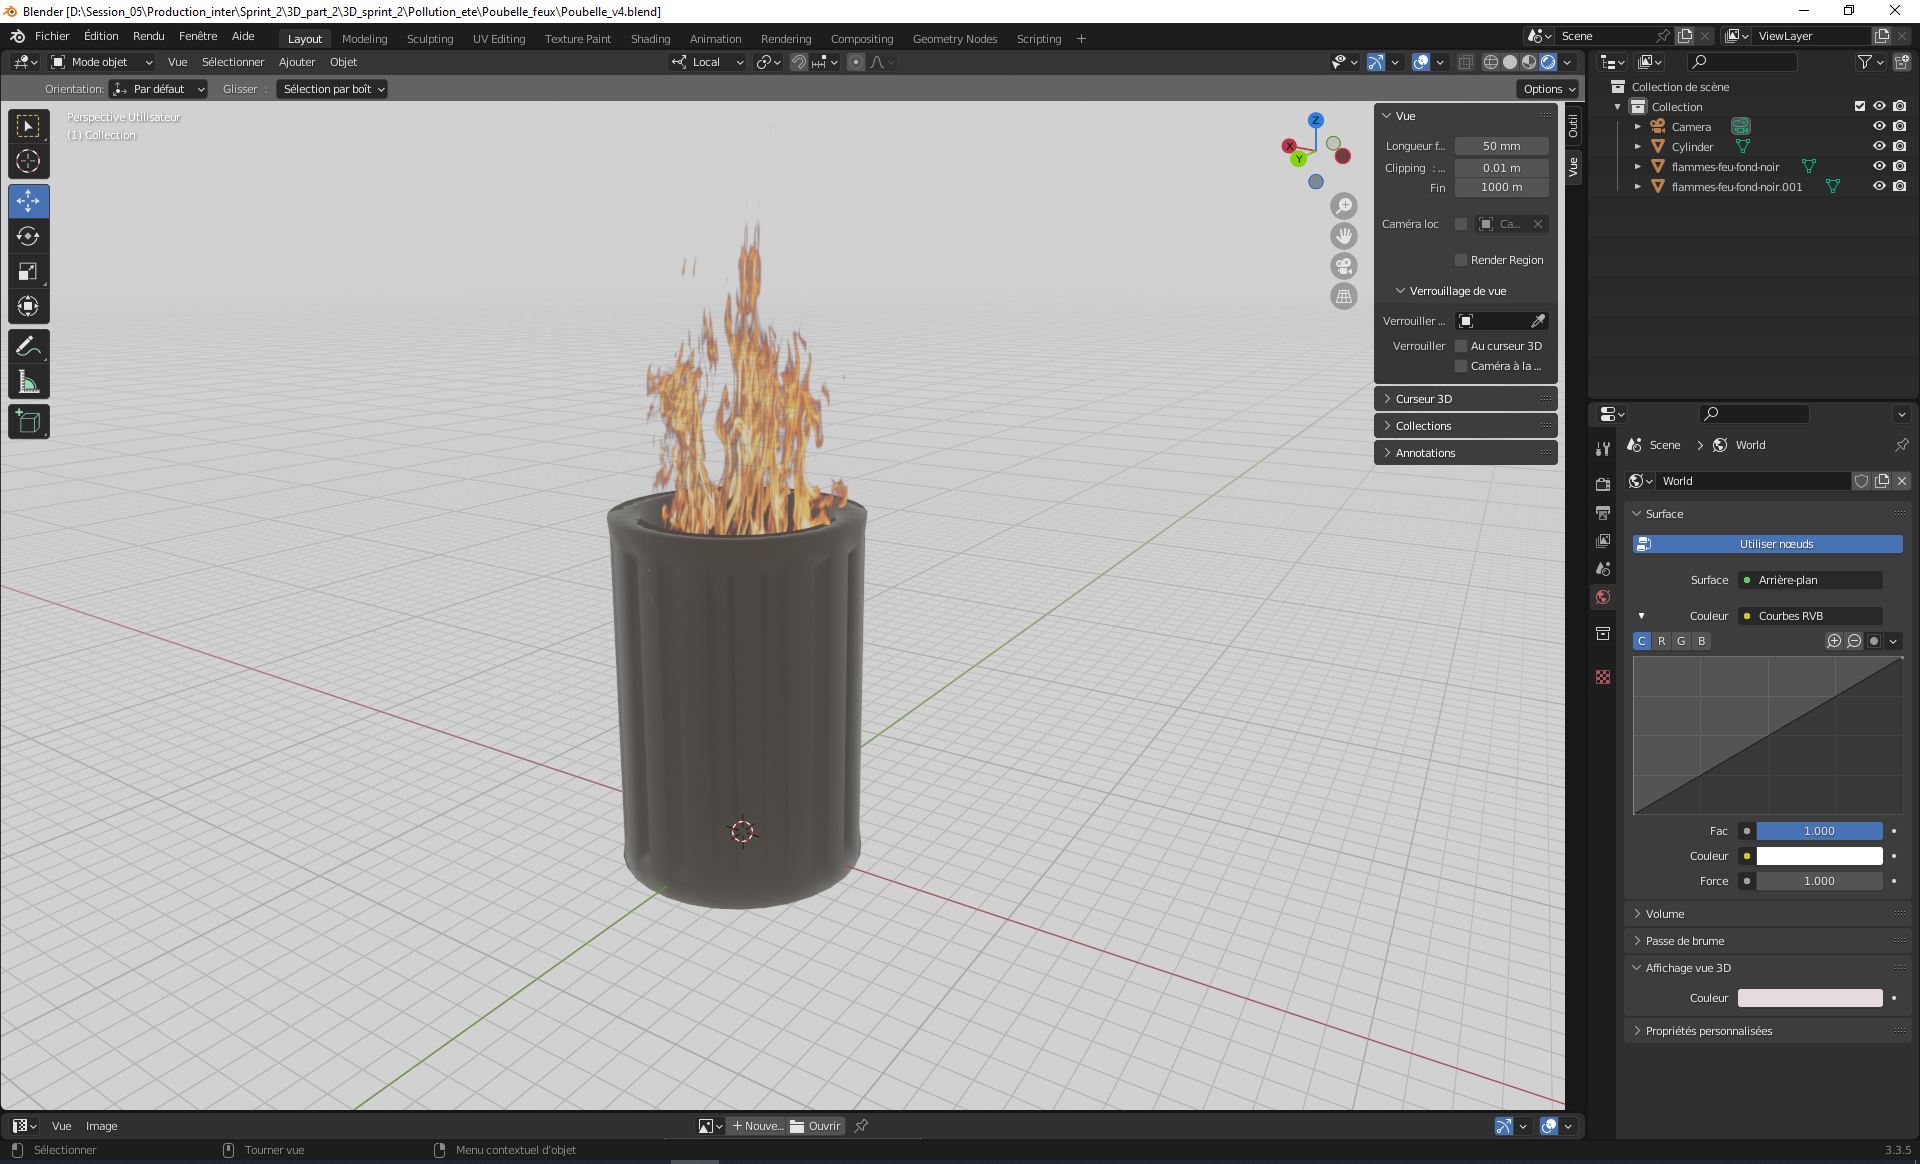 Blender [D:\Session_05\Production_inter\Sprint_2\3D_part_2\3D_sprint_2\Pollution_ete\Poubelle_feux\Poubelle_v4.blend]
Fichier Édition Rendu Fenêtre Aide Layout Modeling Sculpting UV Editing Texture Paint Shading Animation Rendering Compositing Geometry Nodes Scripting + Scene ViewLayer
Mode objet Vue Sélectionner Ajouter Objet Local
Orientation: Par défaut Glisser : Sélection par boît Options
Perspective Utilisateur
(1) Collection
Z
X
Y
Vue
Longueur f... 50 mm
Clipping : ... 0.01 m
Fin 1000 m
Caméra loc Ca...
Render Region
Verrouillage de vue
Verrouiller ...
Verrouiller Au curseur 3D
Caméra à la ...
Curseur 3D
Collections
Annotations
Outil
Vue
Collection de scène
Collection
Camera
Cylinder
flammes-feu-fond-noir
flammes-feu-fond-noir.001
Scene > World
World
Surface
Utiliser nœuds
Surface Arrière-plan
Couleur Courbes RVB
C R G B
Fac 1.000
Couleur
Force 1.000
Volume
Passe de brume
Affichage vue 3D
Couleur
Propriétés personnalisées
Vue Image + Nouve... Ouvrir
Sélectionner Tourner vue Menu contextuel d'objet 3.3.5